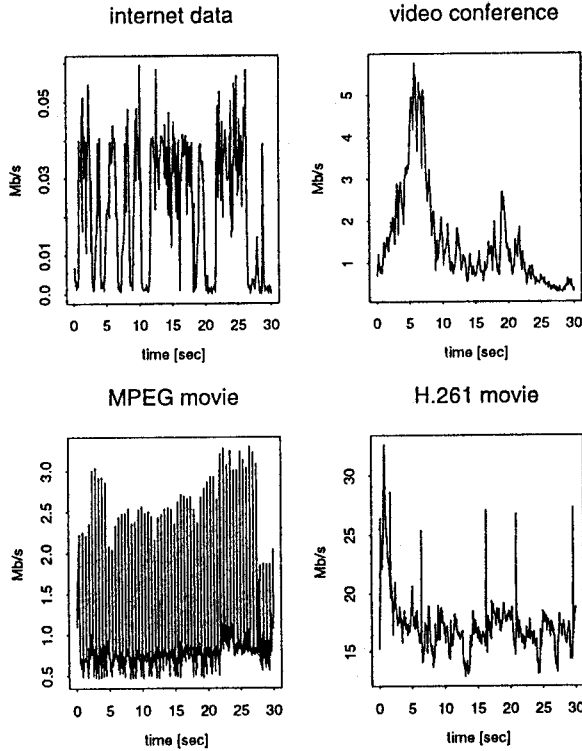 internet data
Mb/s
0.05
0.03
0.01
0.0
0 5 10 15 20 25 30
time [sec]
video conference
Mb/s
5
4
3
2
1
0 5 10 15 20 25 30
time [sec]
MPEG movie
Mb/s
3.0
2.5
2.0
1.5
1.0
0.5
0 5 10 15 20 25 30
time [sec]
H.261 movie
Mb/s
30
25
20
15
0 5 10 15 20 25 30
time [sec]